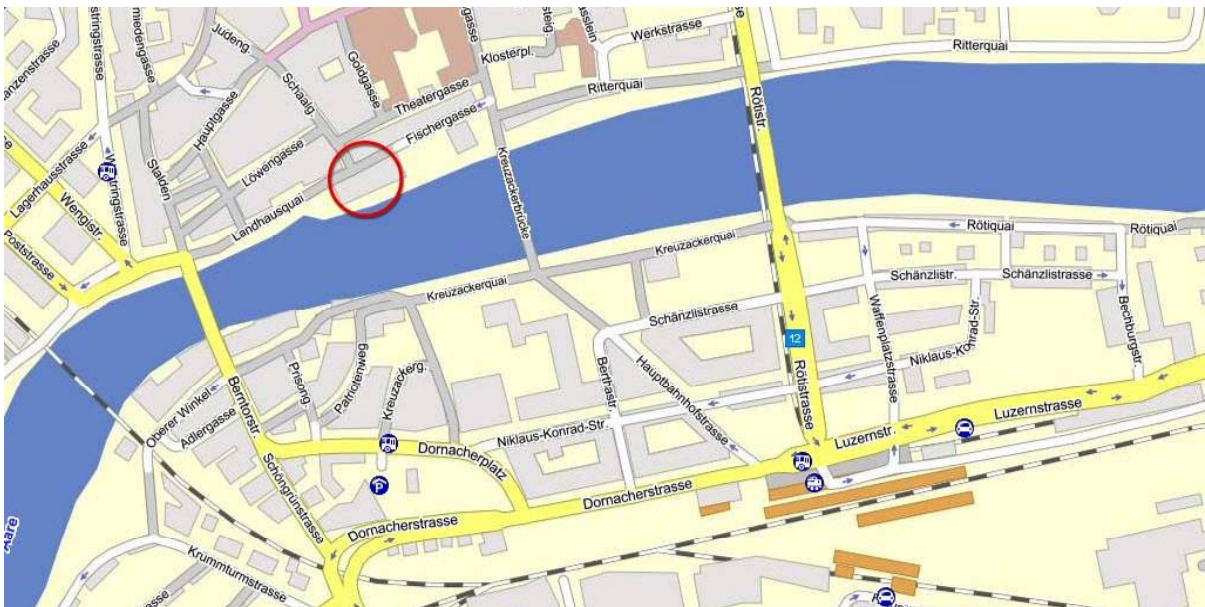 Judeng.
Goldgasse
Klosterpl.
Werkstrasse
Ritterquai
Schaalg.
Theatergasse
Ritterquai
Hauptgasse
Fischergasse
Rötistr.
Lagerhausstrasse
Stalden
Löwengasse
Wengistr.
Landhausquai
Kreuzackerbrücke
Poststrasse
Kreuzackerquai
Rötiquai
Rötiquai
Kreuzackerquai
Schänzlistr.
Schänzlistrasse
Schänzlistrasse
Waffenplatzstrasse
Bechburgstr.
12
Niklaus-Konrad-Str.
Hauptbahnhofstrasse
Berthastr.
Rötistrasse
Prisong.
Patriotenweg
Kreuzackerg.
Oberer Winkel
Adlergasse
Berntorstr.
Luzernstrasse
Niklaus-Konrad-Str.
Luzernstr.
Dornacherplatz
Schöngrünstrasse
P
Dornacherstrasse
Dornacherstrasse
Aare
Krummturmstrasse